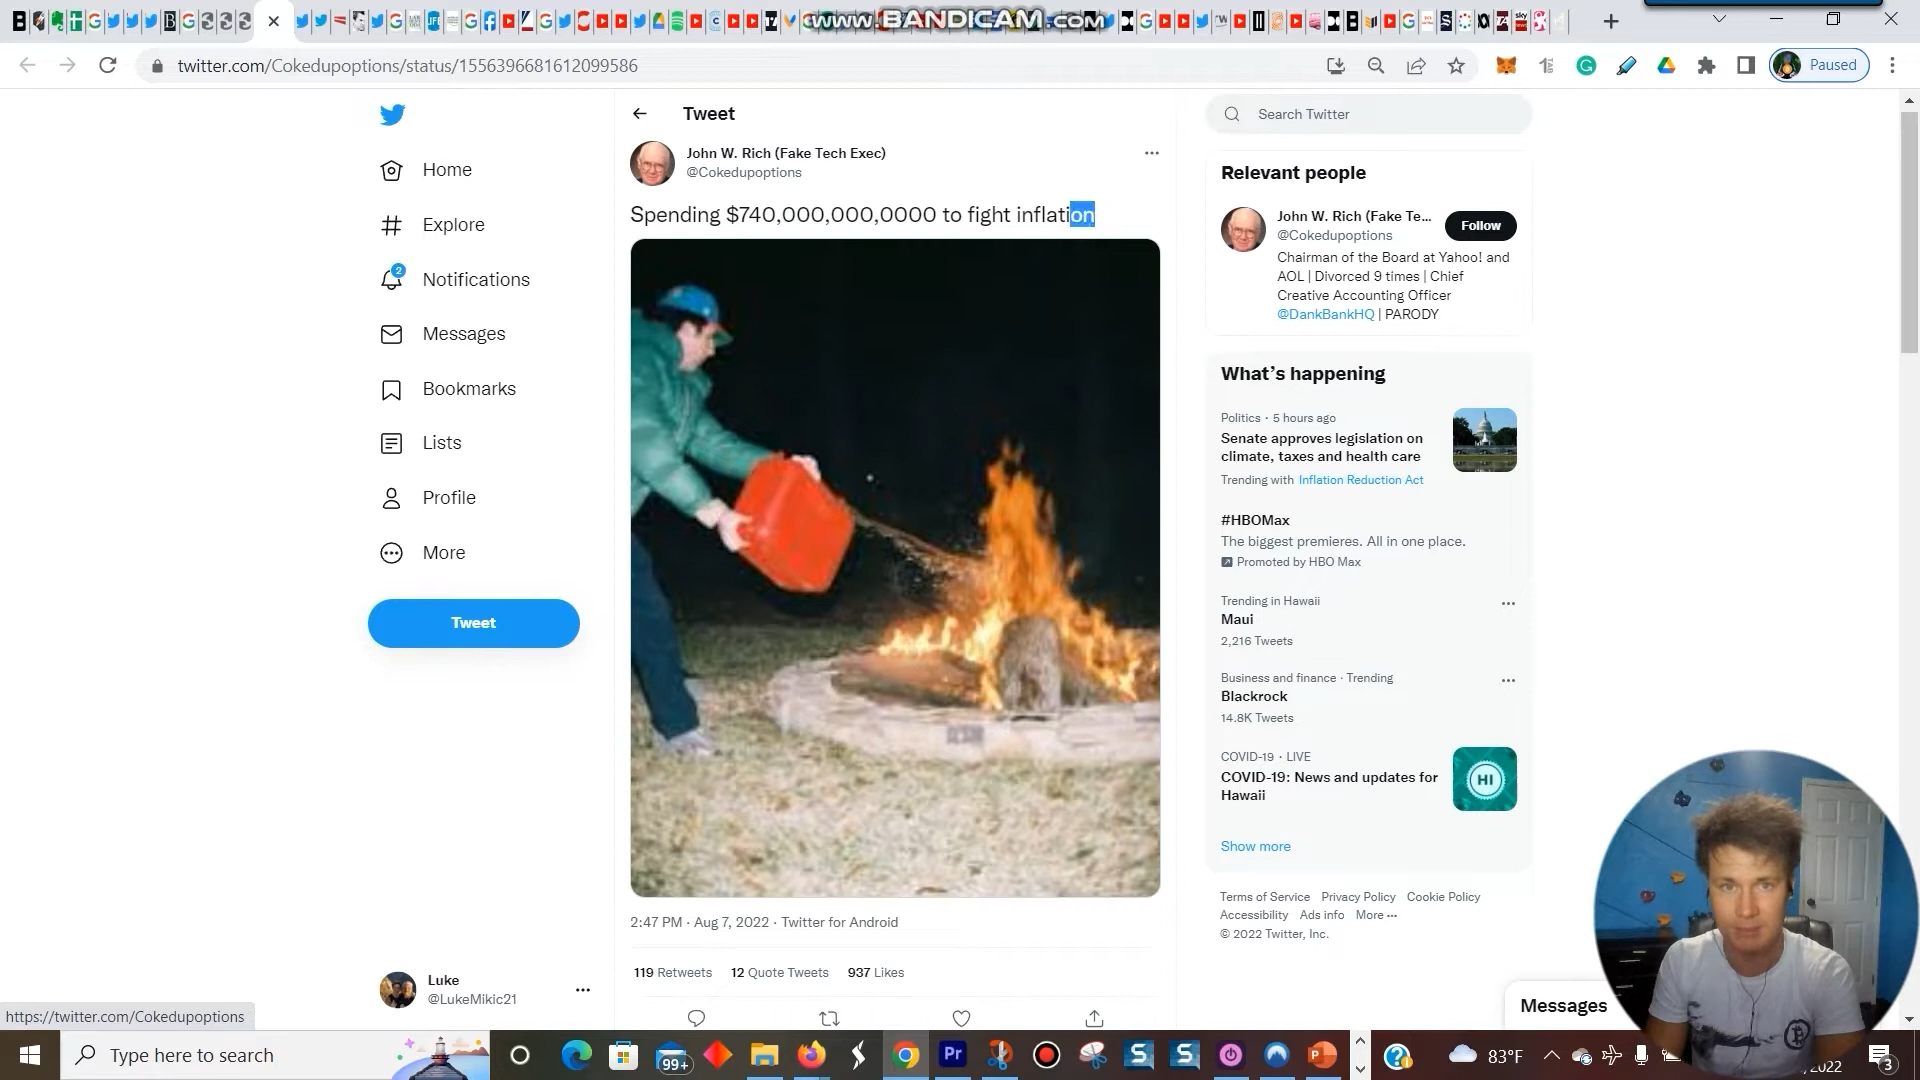 www.BANDICAM.com
twitter.com/Cokedupoptions/status/1556396681612099586
Paused
Home
Explore
2
Notifications
Messages
Bookmarks
Lists
Profile
More
Tweet
Luke
@LukeMikic21
https://twitter.com/Cokedupoptions
Tweet
John W. Rich (Fake Tech Exec)
@Cokedupoptions
Spending $740,000,000,0000 to fight inflation
2:47 PM · Aug 7, 2022 · Twitter for Android
119 Retweets 12 Quote Tweets 937 Likes
Search Twitter
Relevant people
John W. Rich (Fake Te...
@Cokedupoptions
Follow
Chairman of the Board at Yahoo! and
AOL | Divorced 9 times | Chief
Creative Accounting Officer
@DankBankHQ | PARODY
What's happening
Politics · 5 hours ago
Senate approves legislation on
climate, taxes and health care
Trending with Inflation Reduction Act
#HBOMax
The biggest premieres. All in one place.
Promoted by HBO Max
Trending in Hawaii
Maui
2,216 Tweets
Business and finance · Trending
Blackrock
14.8K Tweets
COVID-19 · LIVE
COVID-19: News and updates for
Hawaii
HI
Show more
Terms of Service Privacy Policy Cookie Policy
Accessibility Ads info More ···
© 2022 Twitter, Inc.
Messages
Type here to search
99+
Pr
83°F
2022
3